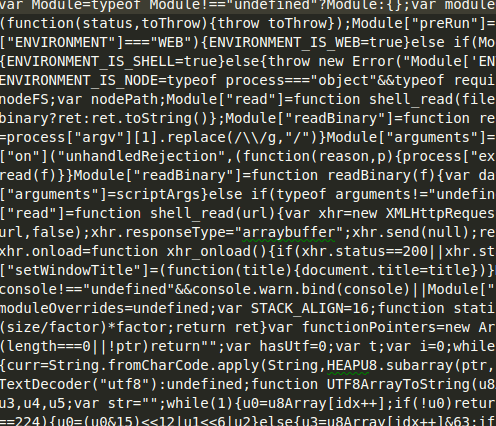 var Module=typeof Module!=="undefined"?Module:{};var module
(function(status,toThrow){throw toThrow});Module["preRun"]=
["ENVIRONMENT"]==="WEB"){ENVIRONMENT_IS_WEB=true}else if(Mo
{ENVIRONMENT_IS_SHELL=true}else{throw new Error("Module['EN
ENVIRONMENT_IS_NODE=typeof process==="object"&&typeof requi
nodeFS;var nodePath;Module["read"]=function shell_read(file
binary?ret:ret.toString()};Module["readBinary"]=function re
=process["argv"][1].replace(/\\/g,"/")}Module["arguments"]=
["on"]("unhandledRejection",(function(reason,p){process["ex
read(f)}}Module["readBinary"]=function readBinary(f){var da
["arguments"]=scriptArgs}else if(typeof arguments!="undefin
["read"]=function shell_read(url){var xhr=new XMLHttpReques
url,false);xhr.responseType="arraybuffer";xhr.send(null);re
xhr.onload=function xhr_onload(){if(xhr.status==200||xhr.st
["setWindowTitle"]=(function(title){document.title=title})}
console!=="undefined"&&console.warn.bind(console)||Module["
moduleOverrides=undefined;var STACK_ALIGN=16;function stati
(size/factor)*factor;return ret}var functionPointers=new Ar
(length===0||!ptr)return"";var hasUtf=0;var t;var i=0;while
{curr=String.fromCharCode.apply(String,HEAPU8.subarray(ptr,
TextDecoder("utf8"):undefined;function UTF8ArrayToString(u8
u3,u4,u5;var str="";while(1){u0=u8Array[idx++];if(!u0)retur
==224){u0=(u0&15)<<12|u1<<6|u2}else{u3=u8Array[idx++]&63;if